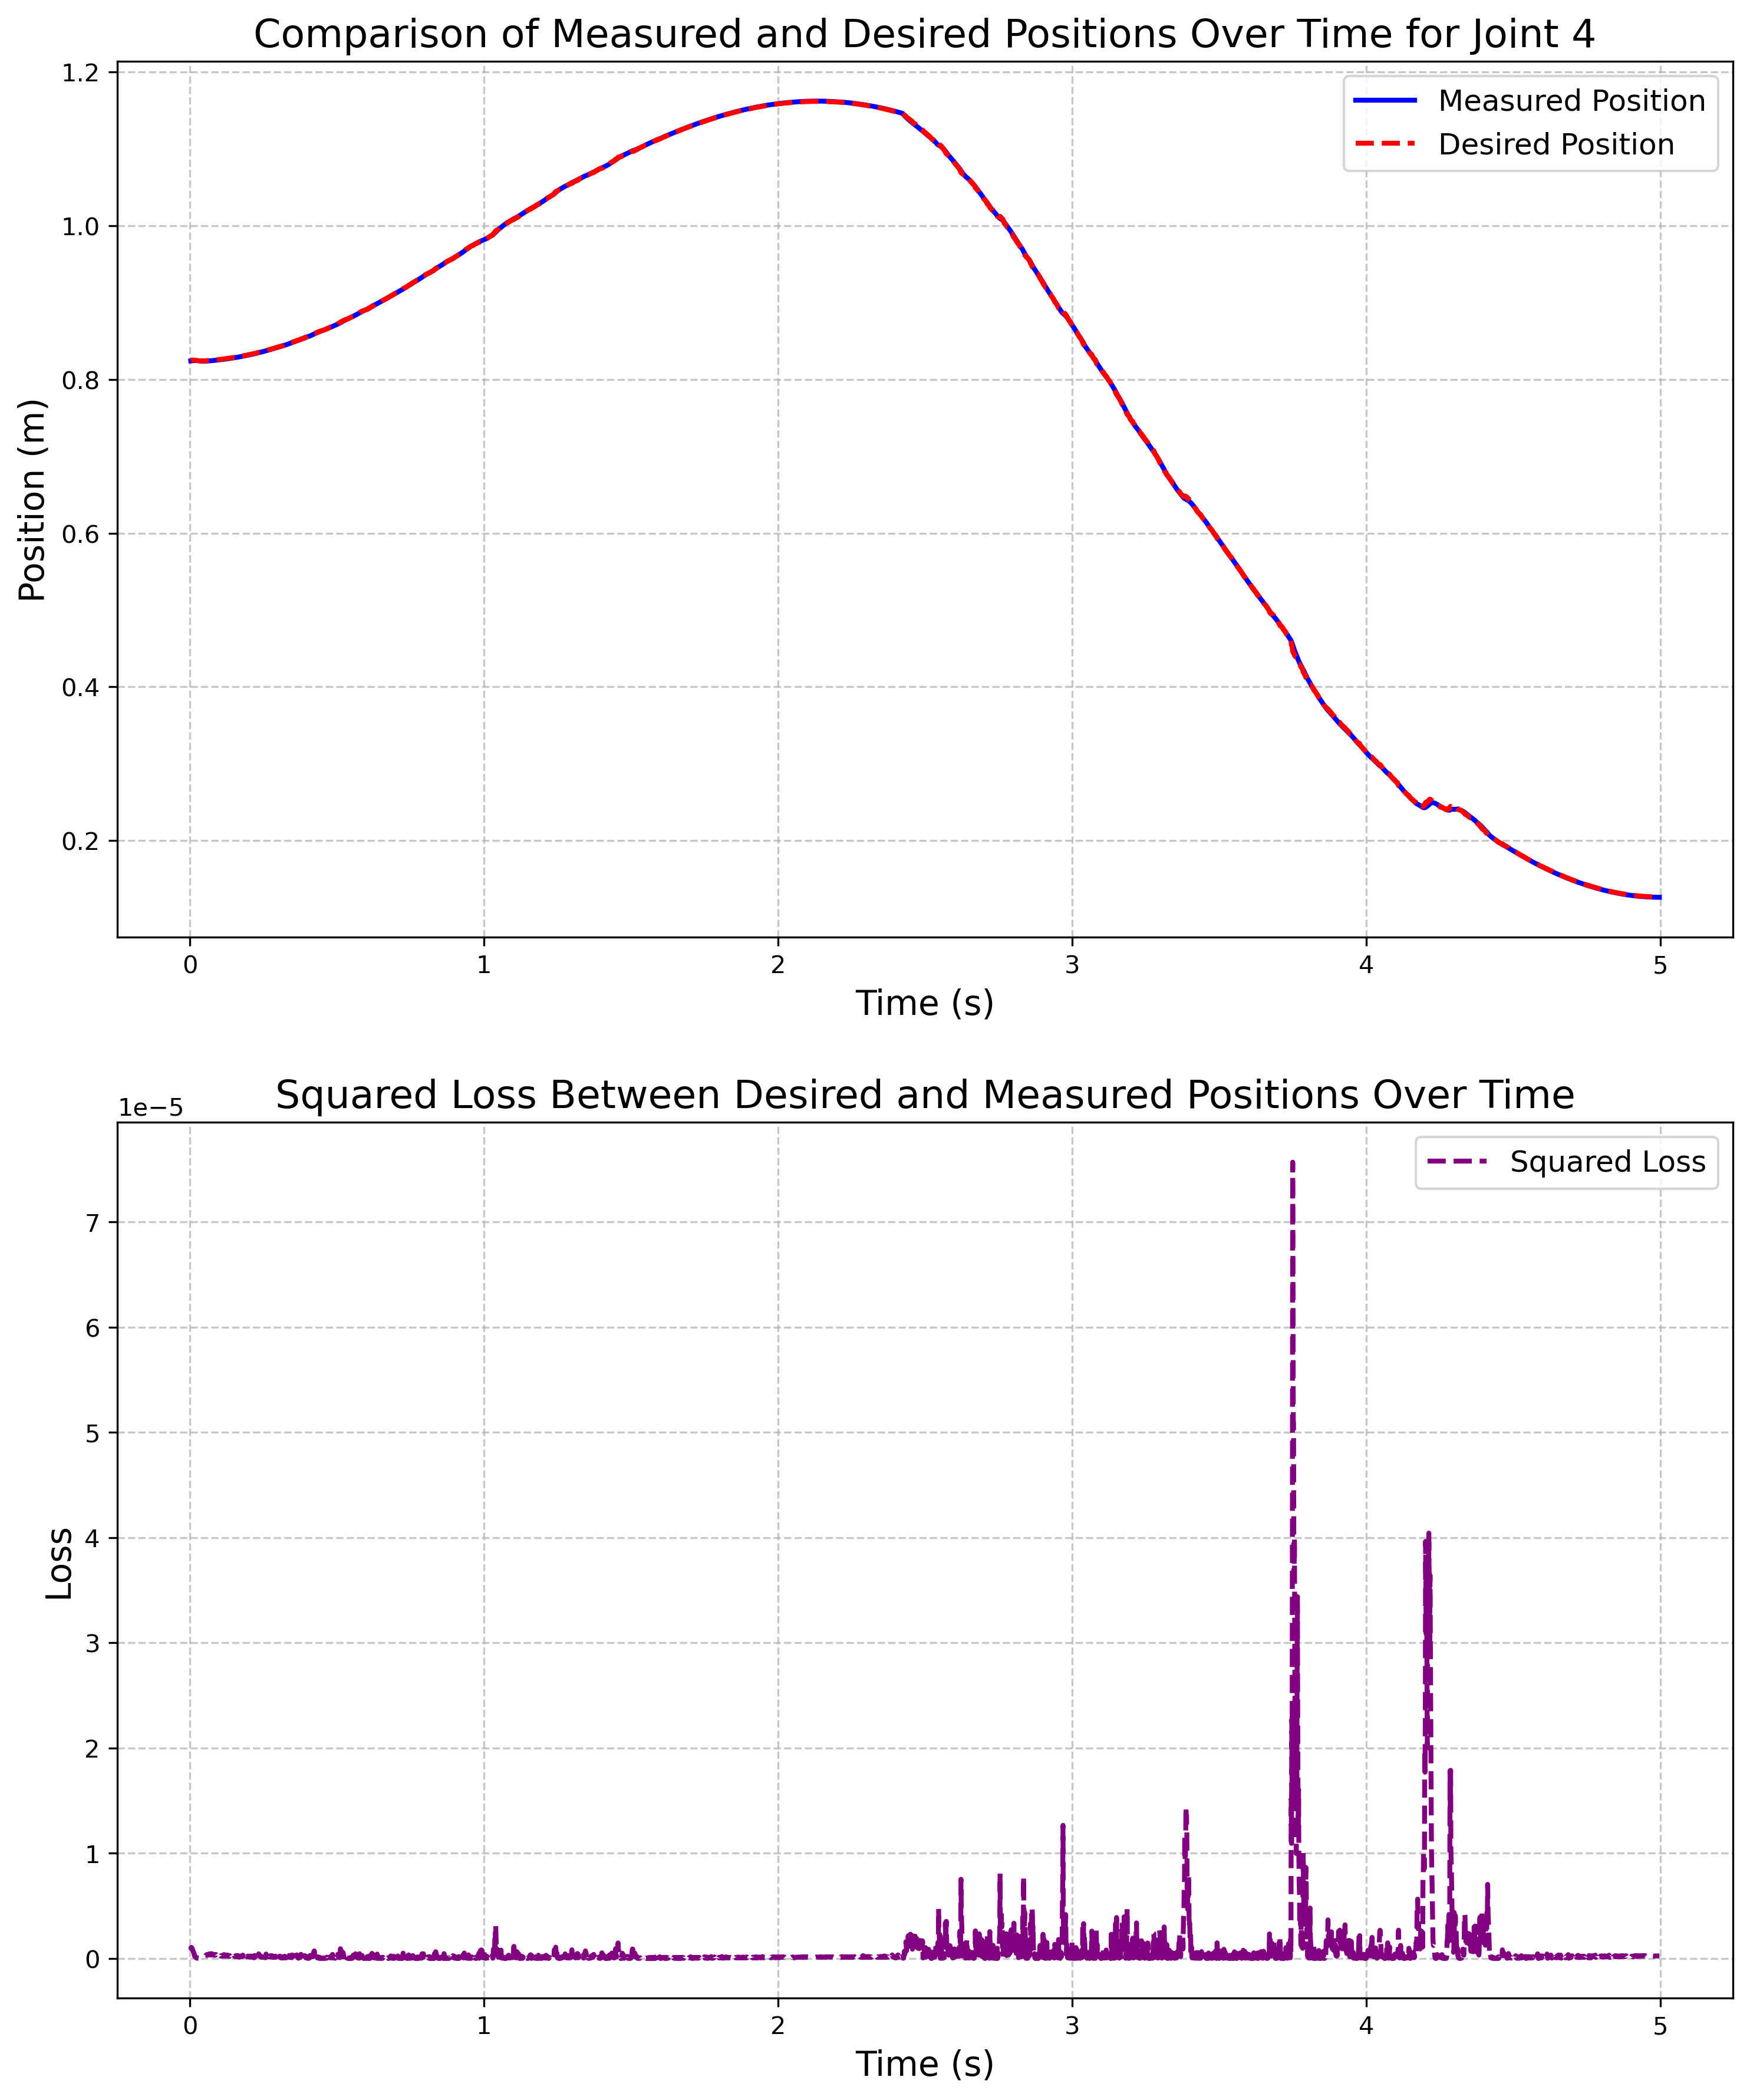 Comparison of Measured and Desired Positions Over Time for Joint 4
1.2
1.0
0.8
0.6
0.4
0.2
Position (m)
Measured Position
Desired Position
0 1 2 3 4 5
Time (s)
Squared Loss Between Desired and Measured Positions Over Time
1e−5
7
6
5
4
3
2
1
0
Loss
Squared Loss
0 1 2 3 4 5
Time (s)